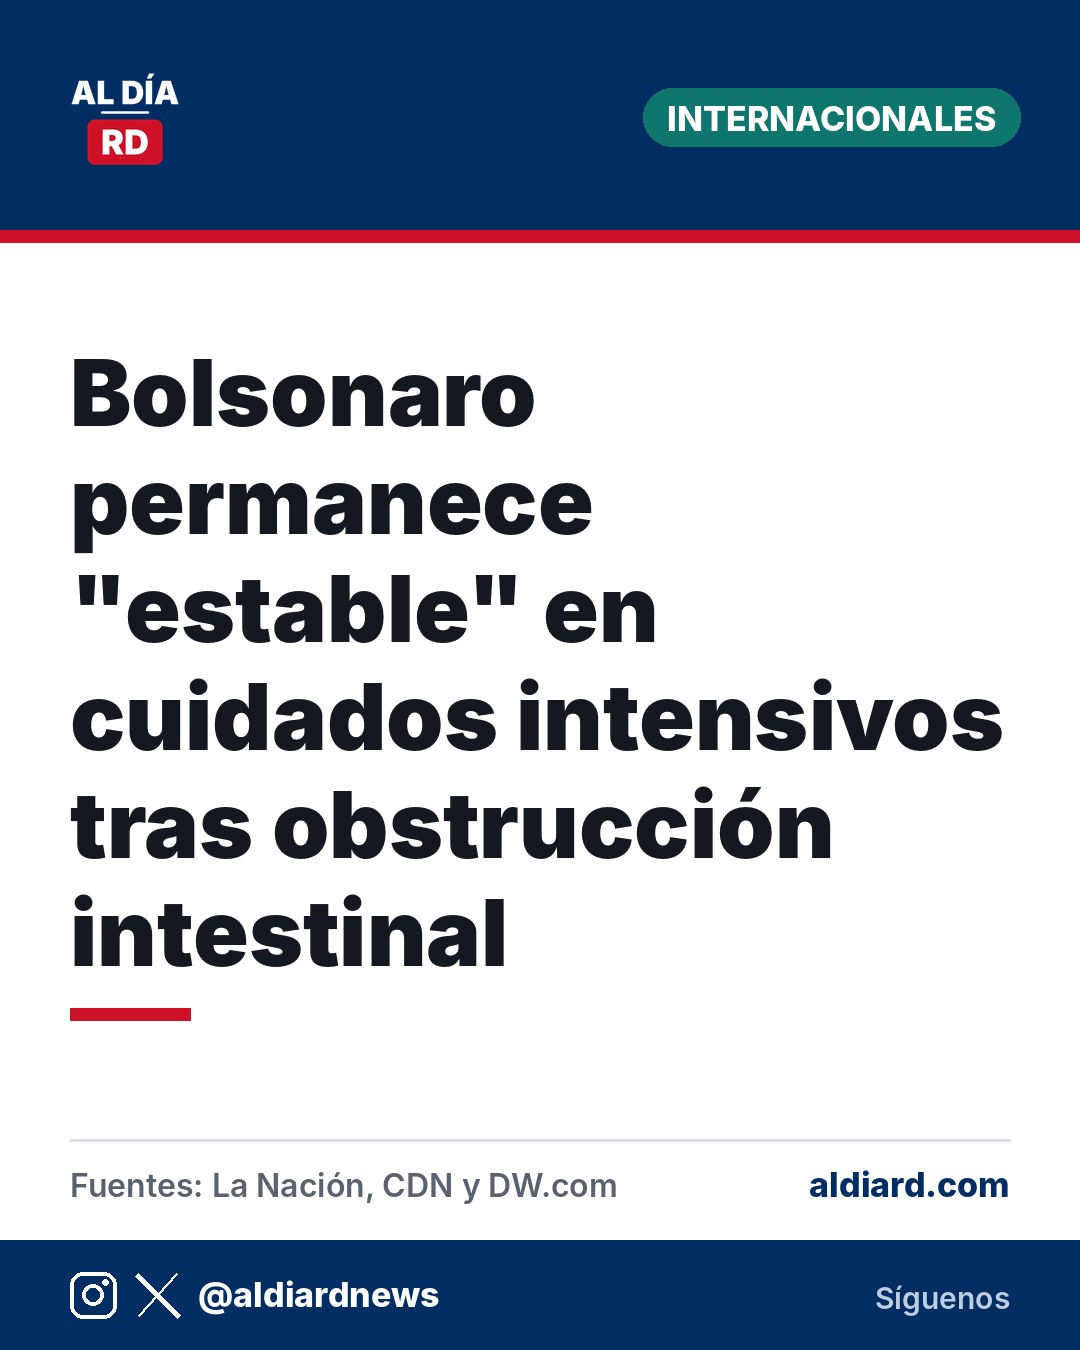 AL DÍA
RD
INTERNACIONALES
Bolsonaro
permanece
"estable" en
cuidados intensivos
tras obstrucción
intestinal
Fuentes: La Nación, CDN y DW.com
aldiard.com
@aldiardnews
Síguenos